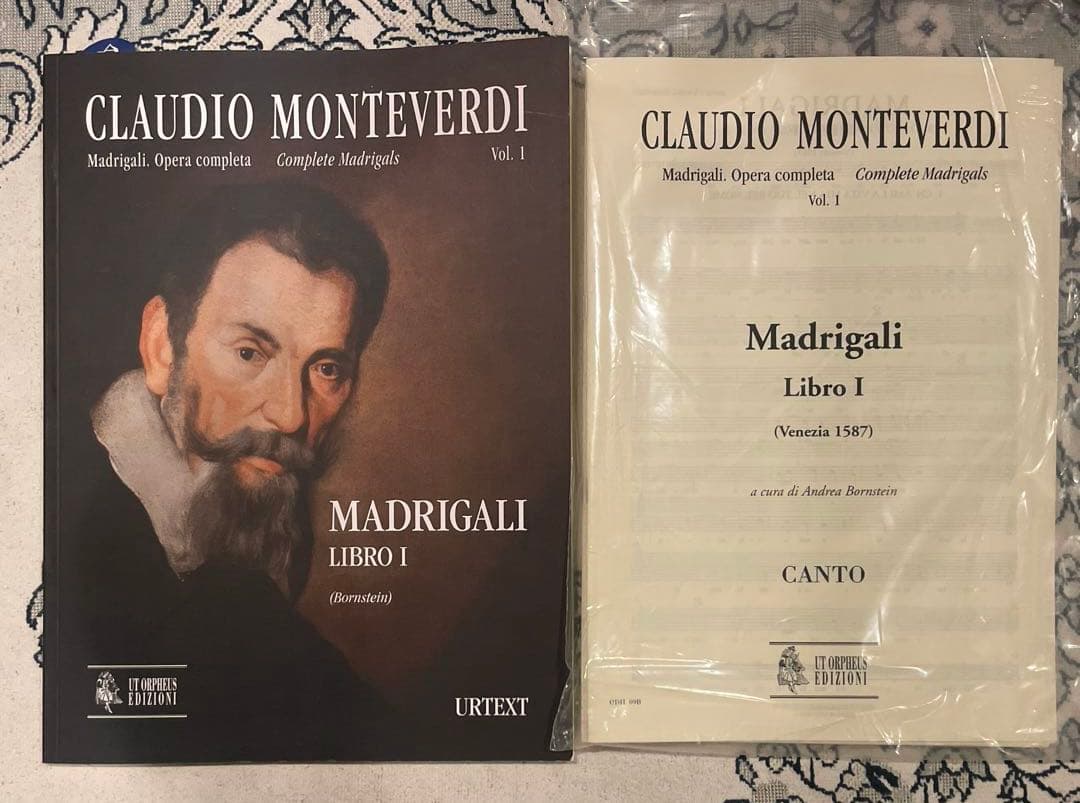 CLAUDIO MONTEVERDI
Madrigali. Opera completa Complete Madrigals Vol. 1
MADRIGALI
LIBRO I
(Bornstein)
UT ORPHEUS
EDIZIONI
URTEXT
CLAUDIO MONTEVERDI
Madrigali. Opera completa Complete Madrigals
Vol. 1
Madrigali
Libro I
(Venezia 1587)
a cura di Andrea Bornstein
CANTO
UT ORPHEUS
EDIZIONI